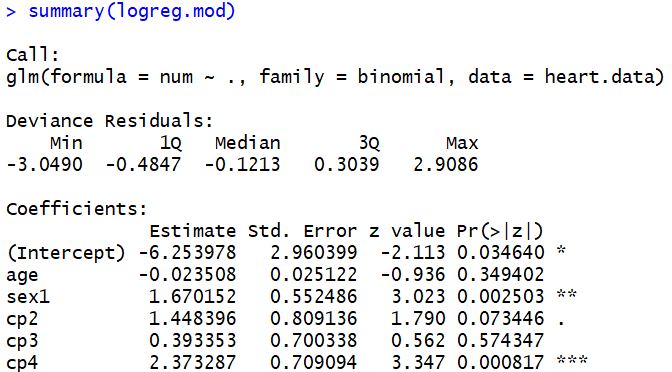 > summary(logreg.mod)
Call:
glm(formula = num ~ ., family = binomial, data = heart.data)
Deviance Residuals:
Min 1Q Median 3Q Max
-3.0490 -0.4847 -0.1213 0.3039 2.9086
Coefficients:
Estimate Std. Error z value Pr(>|z|)
(Intercept) -6.253978 2.960399 -2.113 0.034640 *
age -0.023508 0.025122 -0.936 0.349402
sex1 1.670152 0.552486 3.023 0.002503 **
cp2 1.448396 0.809136 1.790 0.073446 .
cp3 0.393353 0.700338 0.562 0.574347
cp4 2.373287 0.709094 3.347 0.000817 ***